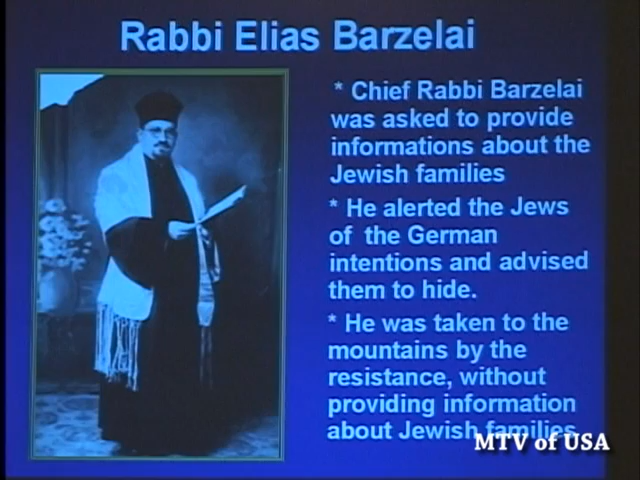 Rabbi Elias Barzelai
* Chief Rabbi Barzelai
was asked to provide
informations about the
Jewish families
* He alerted the Jews
of the German
intentions and advised
them to hide.
* He was taken to the
mountains by the
resistance, without
providing information
about Jewish families
MTV of USA